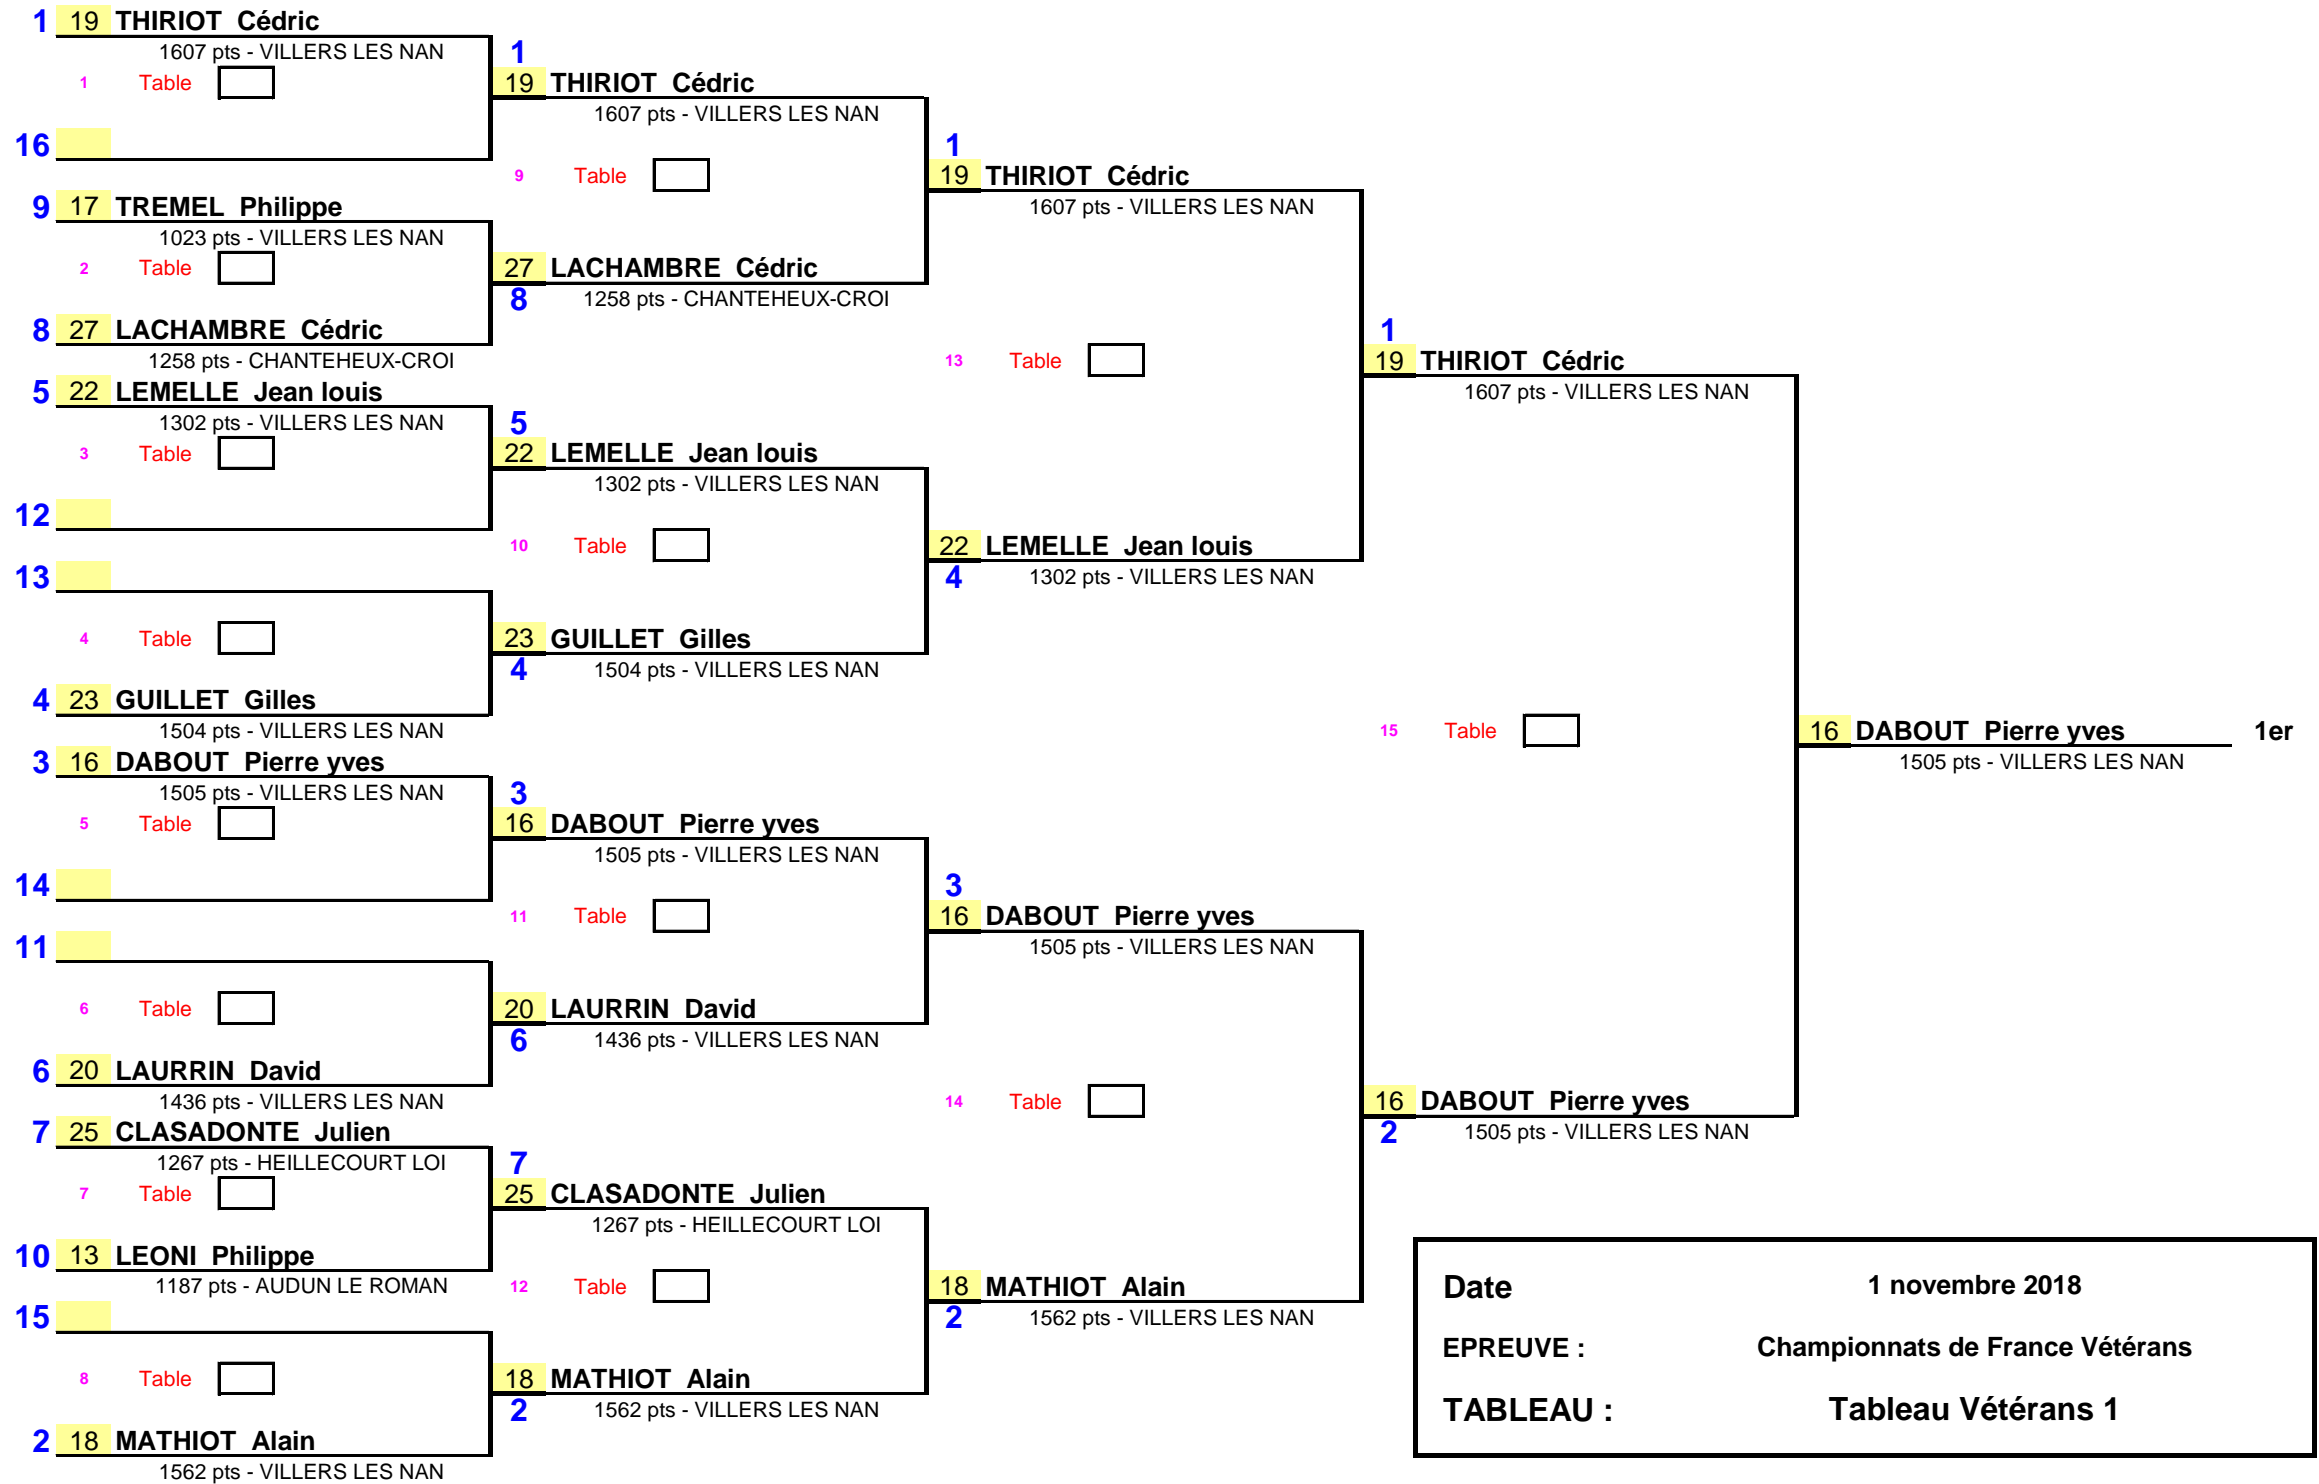 1 19 THIRIOT Cédric
1607 pts - VILLERS LES NAN
1 Table
16
9 17 TREMEL Philippe
1023 pts - VILLERS LES NAN
2 Table
8 27 LACHAMBRE Cédric
1258 pts - CHANTEHEUX-CROI
5 22 LEMELLE Jean louis
1302 pts - VILLERS LES NAN
3 Table
12
13
4 Table
4 23 GUILLET Gilles
1504 pts - VILLERS LES NAN
3 16 DABOUT Pierre yves
1505 pts - VILLERS LES NAN
5 Table
14
11
6 Table
6 20 LAURRIN David
1436 pts - VILLERS LES NAN
7 25 CLASADONTE Julien
1267 pts - HEILLECOURT LOI
7 Table
10 13 LEONI Philippe
1187 pts - AUDUN LE ROMAN
15
8 Table
2 18 MATHIOT Alain
1562 pts - VILLERS LES NAN
1
19 THIRIOT Cédric
1607 pts - VILLERS LES NAN
9 Table
27 LACHAMBRE Cédric
8 1258 pts - CHANTEHEUX-CROI
5
22 LEMELLE Jean louis
1302 pts - VILLERS LES NAN
10 Table
23 GUILLET Gilles
4 1504 pts - VILLERS LES NAN
3
16 DABOUT Pierre yves
1505 pts - VILLERS LES NAN
11 Table
20 LAURRIN David
6 1436 pts - VILLERS LES NAN
7
25 CLASADONTE Julien
1267 pts - HEILLECOURT LOI
12 Table
18 MATHIOT Alain
2 1562 pts - VILLERS LES NAN
1
19 THIRIOT Cédric
1607 pts - VILLERS LES NAN
13 Table
22 LEMELLE Jean louis
4 1302 pts - VILLERS LES NAN
3
16 DABOUT Pierre yves
1505 pts - VILLERS LES NAN
14 Table
18 MATHIOT Alain
2 1562 pts - VILLERS LES NAN
1
19 THIRIOT Cédric
1607 pts - VILLERS LES NAN
15 Table
16 DABOUT Pierre yves
2 1505 pts - VILLERS LES NAN
16 DABOUT Pierre yves 1er
1505 pts - VILLERS LES NAN
Date 1 novembre 2018
EPREUVE : Championnats de France Vétérans
TABLEAU : Tableau Vétérans 1